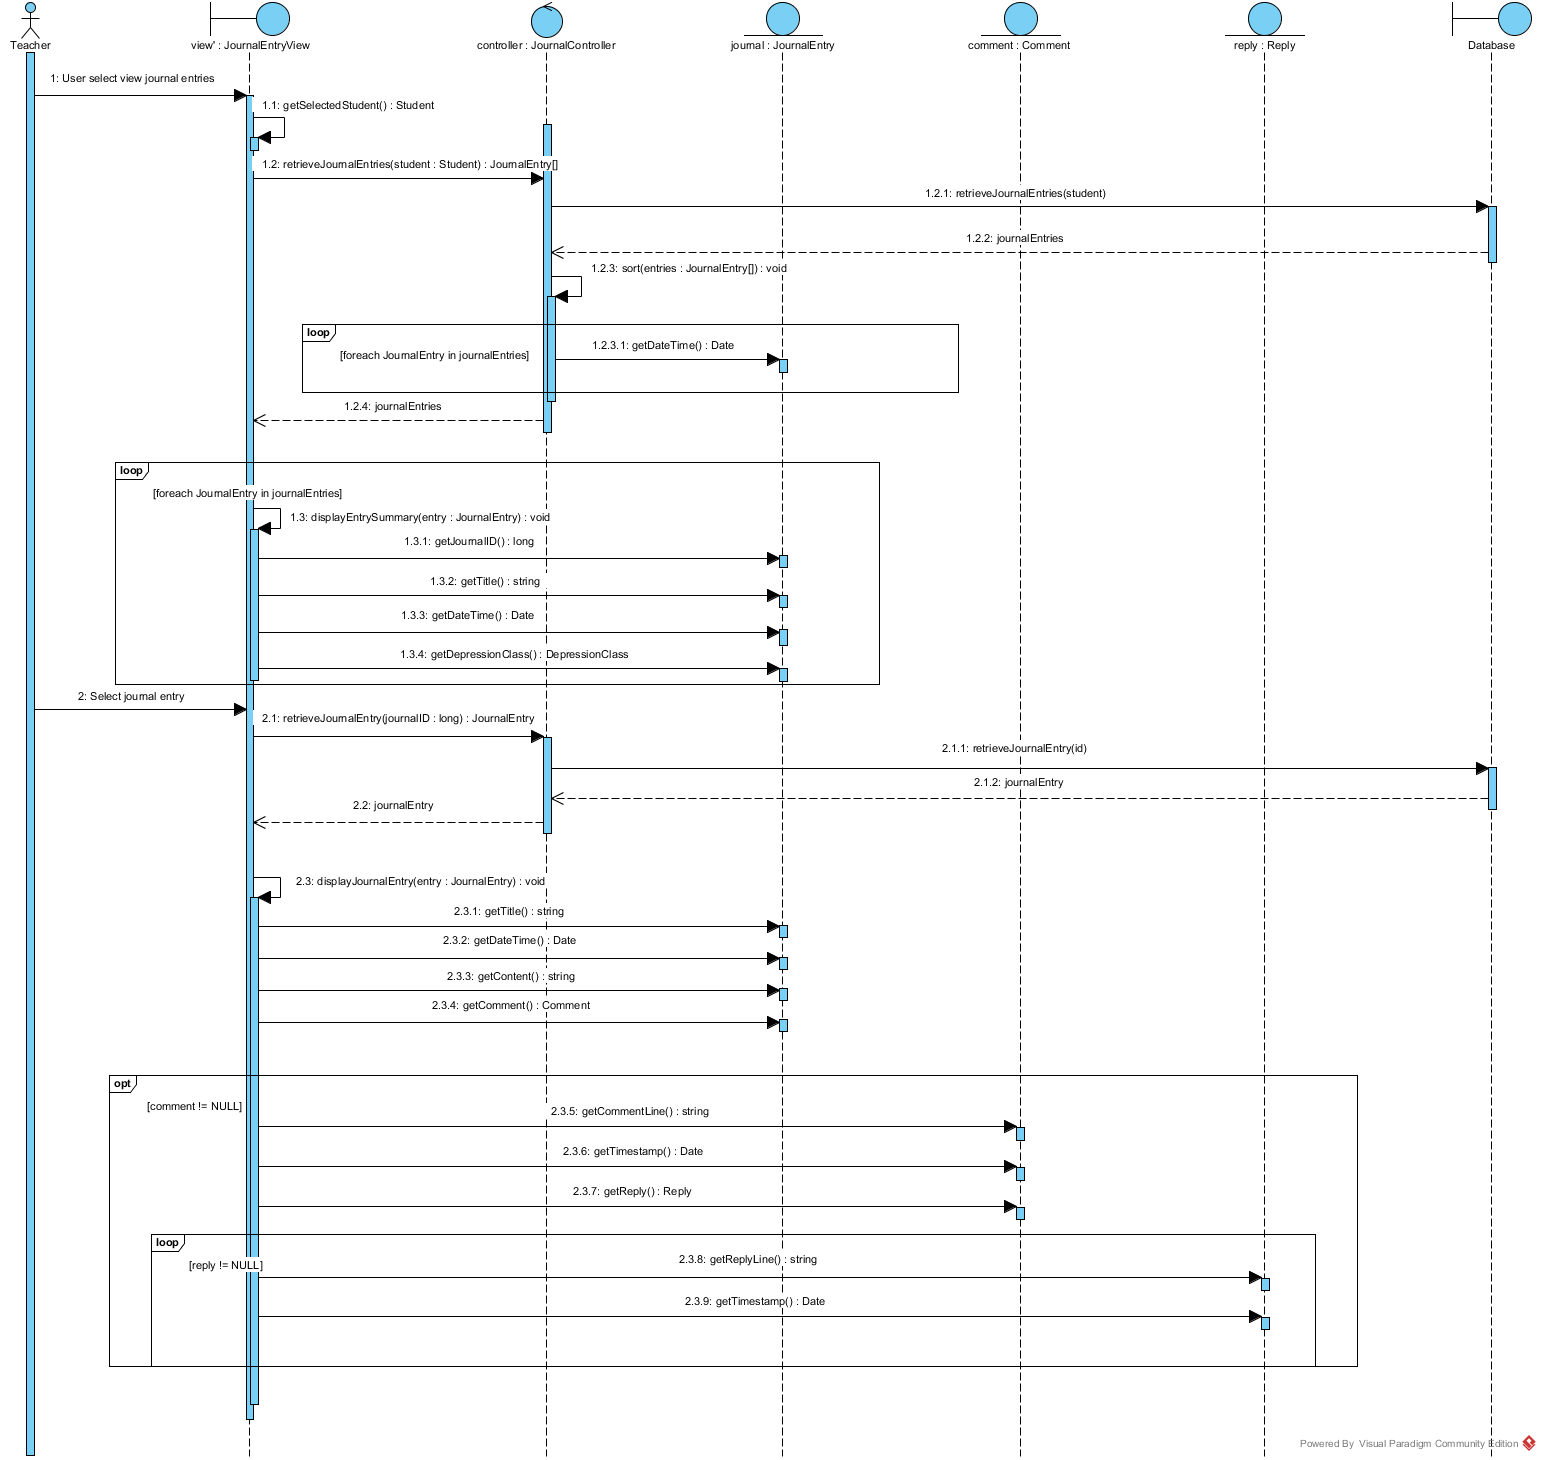 Teacher
view' : JournalEntryView
controller : JournalController
journal : JournalEntry
comment : Comment
reply : Reply
Database
1: User select view journal entries
1.1: getSelectedStudent() : Student
1.2: retrieveJournalEntries(student : Student) : JournalEntry[]
1.2.1: retrieveJournalEntries(student)
1.2.2: journalEntries
1.2.3: sort(entries : JournalEntry[]) : void
loop
[foreach JournalEntry in journalEntries]
1.2.3.1: getDateTime() : Date
1.2.4: journalEntries
loop
[foreach JournalEntry in journalEntries]
1.3: displayEntrySummary(entry : JournalEntry) : void
1.3.1: getJournalID() : long
1.3.2: getTitle() : string
1.3.3: getDateTime() : Date
1.3.4: getDepressionClass() : DepressionClass
2: Select journal entry
2.1: retrieveJournalEntry(journalID : long) : JournalEntry
2.1.1: retrieveJournalEntry(id)
2.1.2: journalEntry
2.2: journalEntry
2.3: displayJournalEntry(entry : JournalEntry) : void
2.3.1: getTitle() : string
2.3.2: getDateTime() : Date
2.3.3: getContent() : string
2.3.4: getComment() : Comment
opt
[comment != NULL]
2.3.5: getCommentLine() : string
2.3.6: getTimestamp() : Date
2.3.7: getReply() : Reply
loop
[reply != NULL]
2.3.8: getReplyLine() : string
2.3.9: getTimestamp() : Date
Powered By Visual Paradigm Community Edition